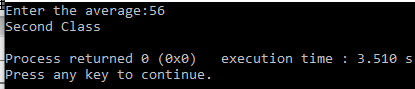 Enter the average:56
Second Class

Process returned 0 (0x0)   execution time : 3.510 s
Press any key to continue.